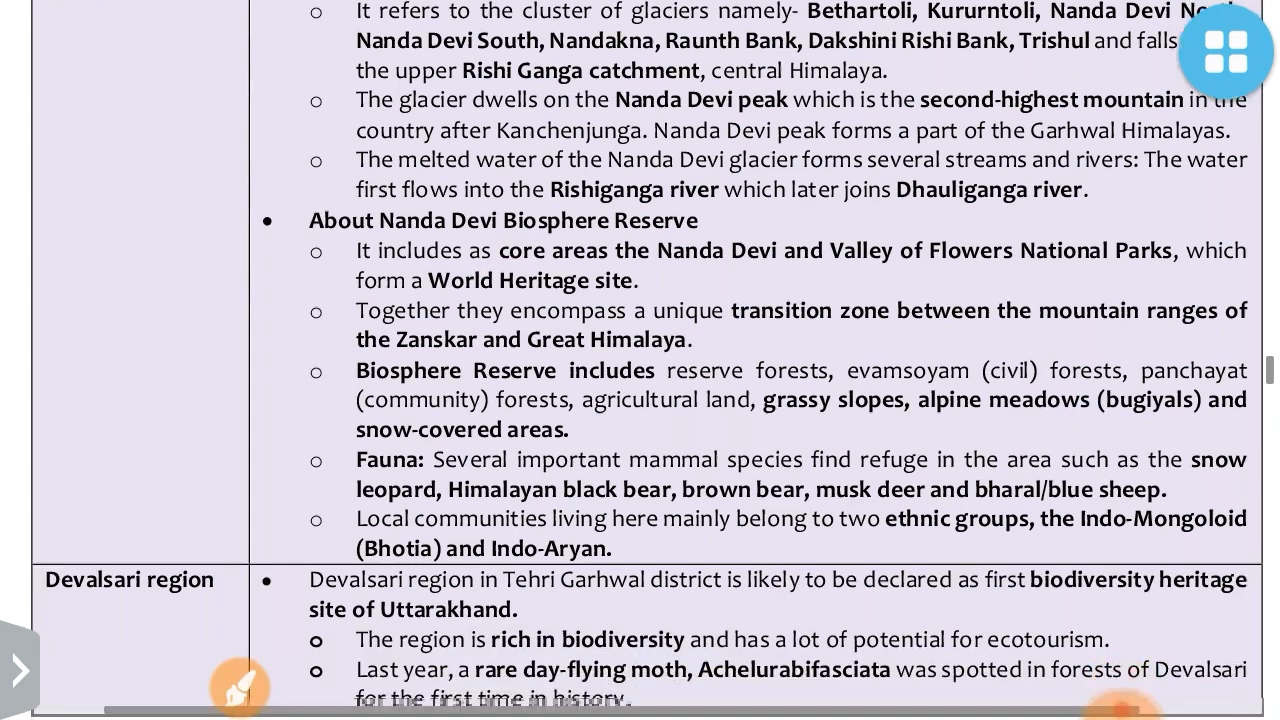 o It refers to the cluster of glaciers namely- Bethartoli, Kururntoli, Nanda Devi
Nanda Devi South, Nandakna, Raunth Bank, Dakshini Rishi Bank, Trishul and falls
the upper Rishi Ganga catchment, central Himalaya.
o The glacier dwells on the Nanda Devi peak which is the second-highest mountain in the
country after Kanchenjunga. Nanda Devi peak forms a part of the Garhwal Himalayas.
o The melted water of the Nanda Devi glacier forms several streams and rivers: The water
first flows into the Rishiganga river which later joins Dhauliganga river.
• About Nanda Devi Biosphere Reserve
o It includes as core areas the Nanda Devi and Valley of Flowers National Parks, which
form a World Heritage site.
o Together they encompass a unique transition zone between the mountain ranges of
the Zanskar and Great Himalaya.
o Biosphere Reserve includes reserve forests, evamsoyam (civil) forests, panchayat
(community) forests, agricultural land, grassy slopes, alpine meadows (bugiyals) and
snow-covered areas.
o Fauna: Several important mammal species find refuge in the area such as the snow
leopard, Himalayan black bear, brown bear, musk deer and bharal/blue sheep.
o Local communities living here mainly belong to two ethnic groups, the Indo-Mongoloid
(Bhotia) and Indo-Aryan.
Devalsari region • Devalsari region in Tehri Garhwal district is likely to be declared as first biodiversity heritage
site of Uttarakhand.
o The region is rich in biodiversity and has a lot of potential for ecotourism.
o Last year, a rare day-flying moth, Achelurabifasciata was spotted in forests of Devalsari
for the first time in history.